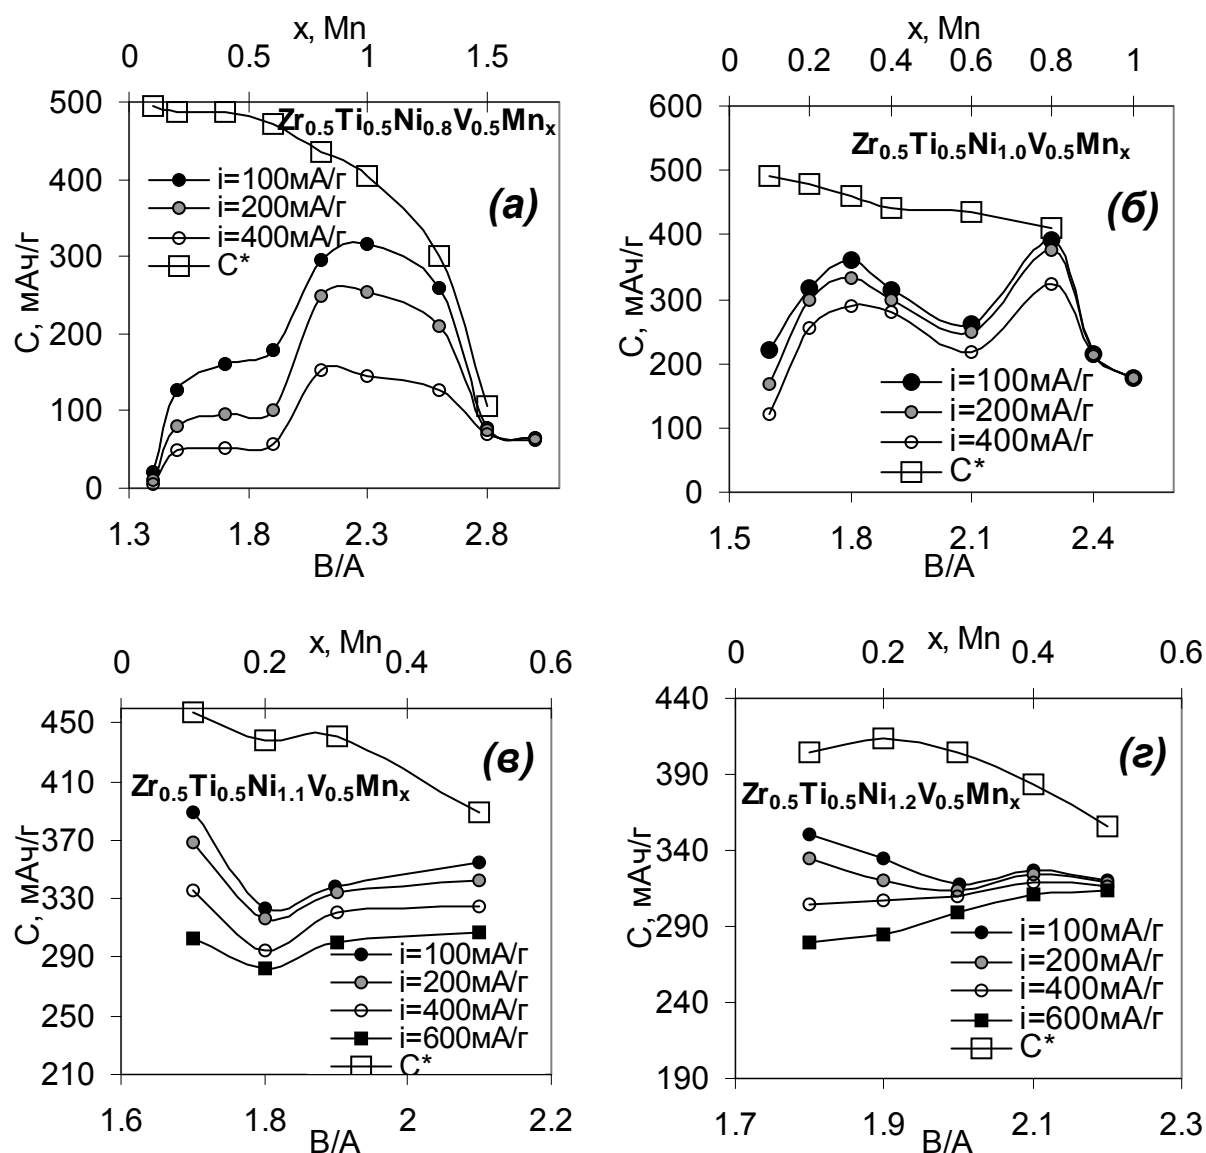 x, Mn
0 0.5 1 1.5
500
400
300
200
100
0
C, мАч/г
Zr0.5Ti0.5Ni0.8V0.5Mnx
i=100мА/г
i=200мА/г
i=400мА/г
C*
(а)
1.3 1.8 2.3 2.8
B/A
x, Mn
0 0.2 0.4 0.6 0.8 1
600
500
400
300
200
100
0
C, мАч/г
Zr0.5Ti0.5Ni1.0V0.5Mnx
(б)
i=100мА/г
i=200мА/г
i=400мА/г
C*
1.5 1.8 2.1 2.4
B/A
x, Mn
0 0.2 0.4 0.6
450
410
370
330
290
250
210
C, мАч/г
(в)
Zr0.5Ti0.5Ni1.1V0.5Mnx
i=100мА/г
i=200мА/г
i=400мА/г
i=600мА/г
C*
1.6 1.8 2 2.2
B/A
x, Mn
0 0.2 0.4 0.6
440
390
340
290
240
190
C, мАч/г
(г)
Zr0.5Ti0.5Ni1.2V0.5Mnx
i=100мА/г
i=200мА/г
i=400мА/г
i=600мА/г
C*
1.7 1.9 2.1 2.3
B/A